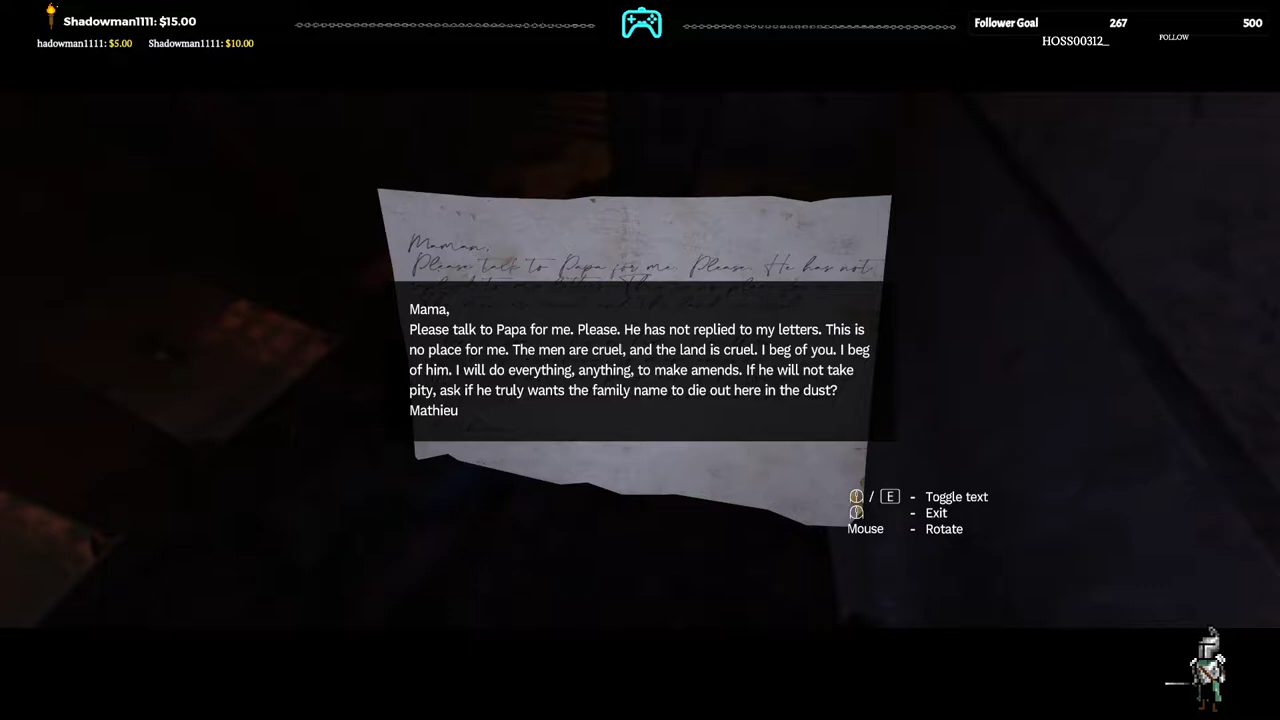 Shadowman1111: $15.00
hadowman1111: $5.00 Shadowman1111: $10.00
Follower Goal 267 500
HOSS00312_ FOLLOW
Maman,
Please talk to Papa for me. Please. He has not
Mama,
Please talk to Papa for me. Please. He has not replied to my letters. This is
no place for me. The men are cruel, and the land is cruel. I beg of you. I beg
of him. I will do everything, anything, to make amends. If he will not take
pity, ask if he truly wants the family name to die out here in the dust?
Mathieu
/ E - Toggle text
- Exit
Mouse - Rotate